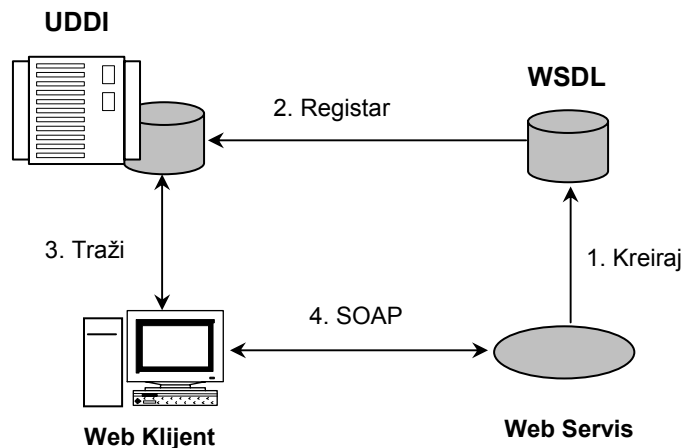 UDDI
WSDL
2. Registar
3. Traži
1. Kreiraj
4. SOAP
Web Klijent
Web Servis